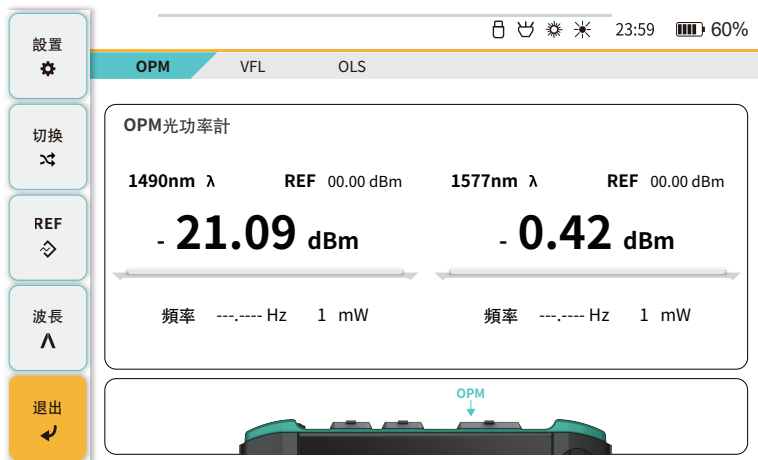 設置
切换
REF
波長
退出
23:59 60%
OPM VFL OLS
OPM光功率計
1490nm λ REF 00.00 dBm 1577nm λ REF 00.00 dBm
- 21.09 dBm - 0.42 dBm
頻率 ---.---- Hz 1 mW 頻率 ---.---- Hz 1 mW
OPM